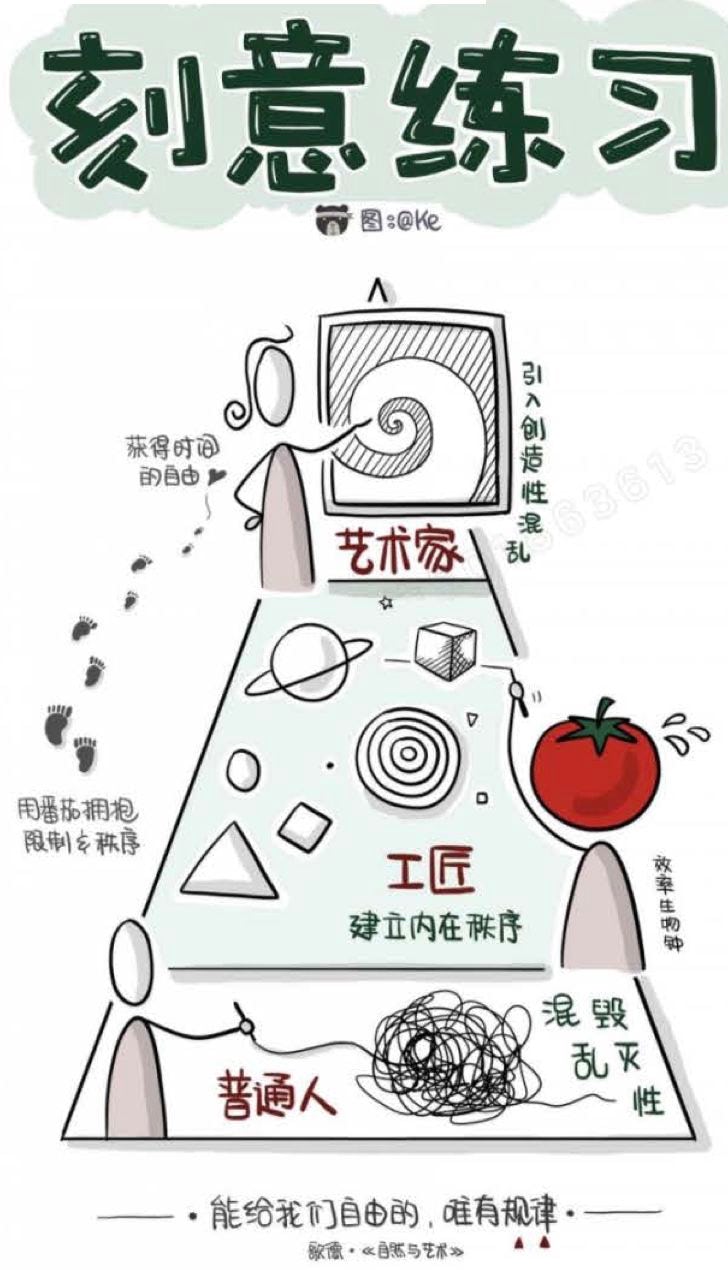 刻意练习
图:@Ke
引入创造性混乱
获得时间
的自由
艺术家
用番茄拥抱
限制与秩序
工匠
建立内在秩序
效率生物钟
混乱
毁灭性
普通人
能给我们自由的，唯有规律
歌德·《自然与艺术》